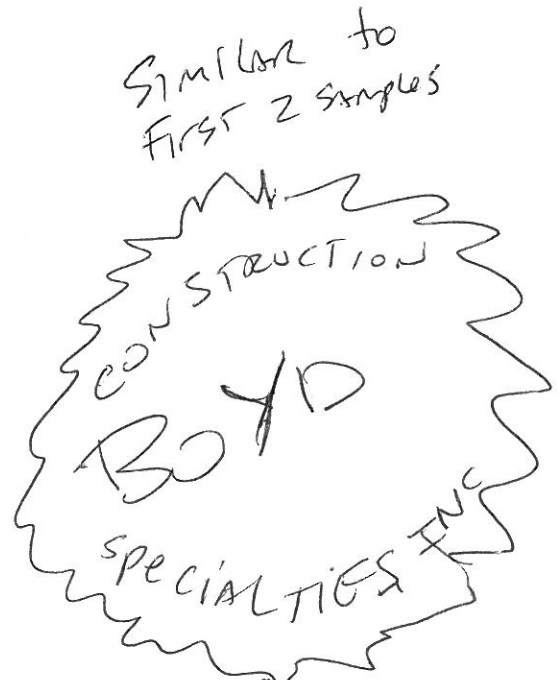 Similar to
First 2 samples
CONSTRUCTION
BOYD
SPeCiALTiES INC